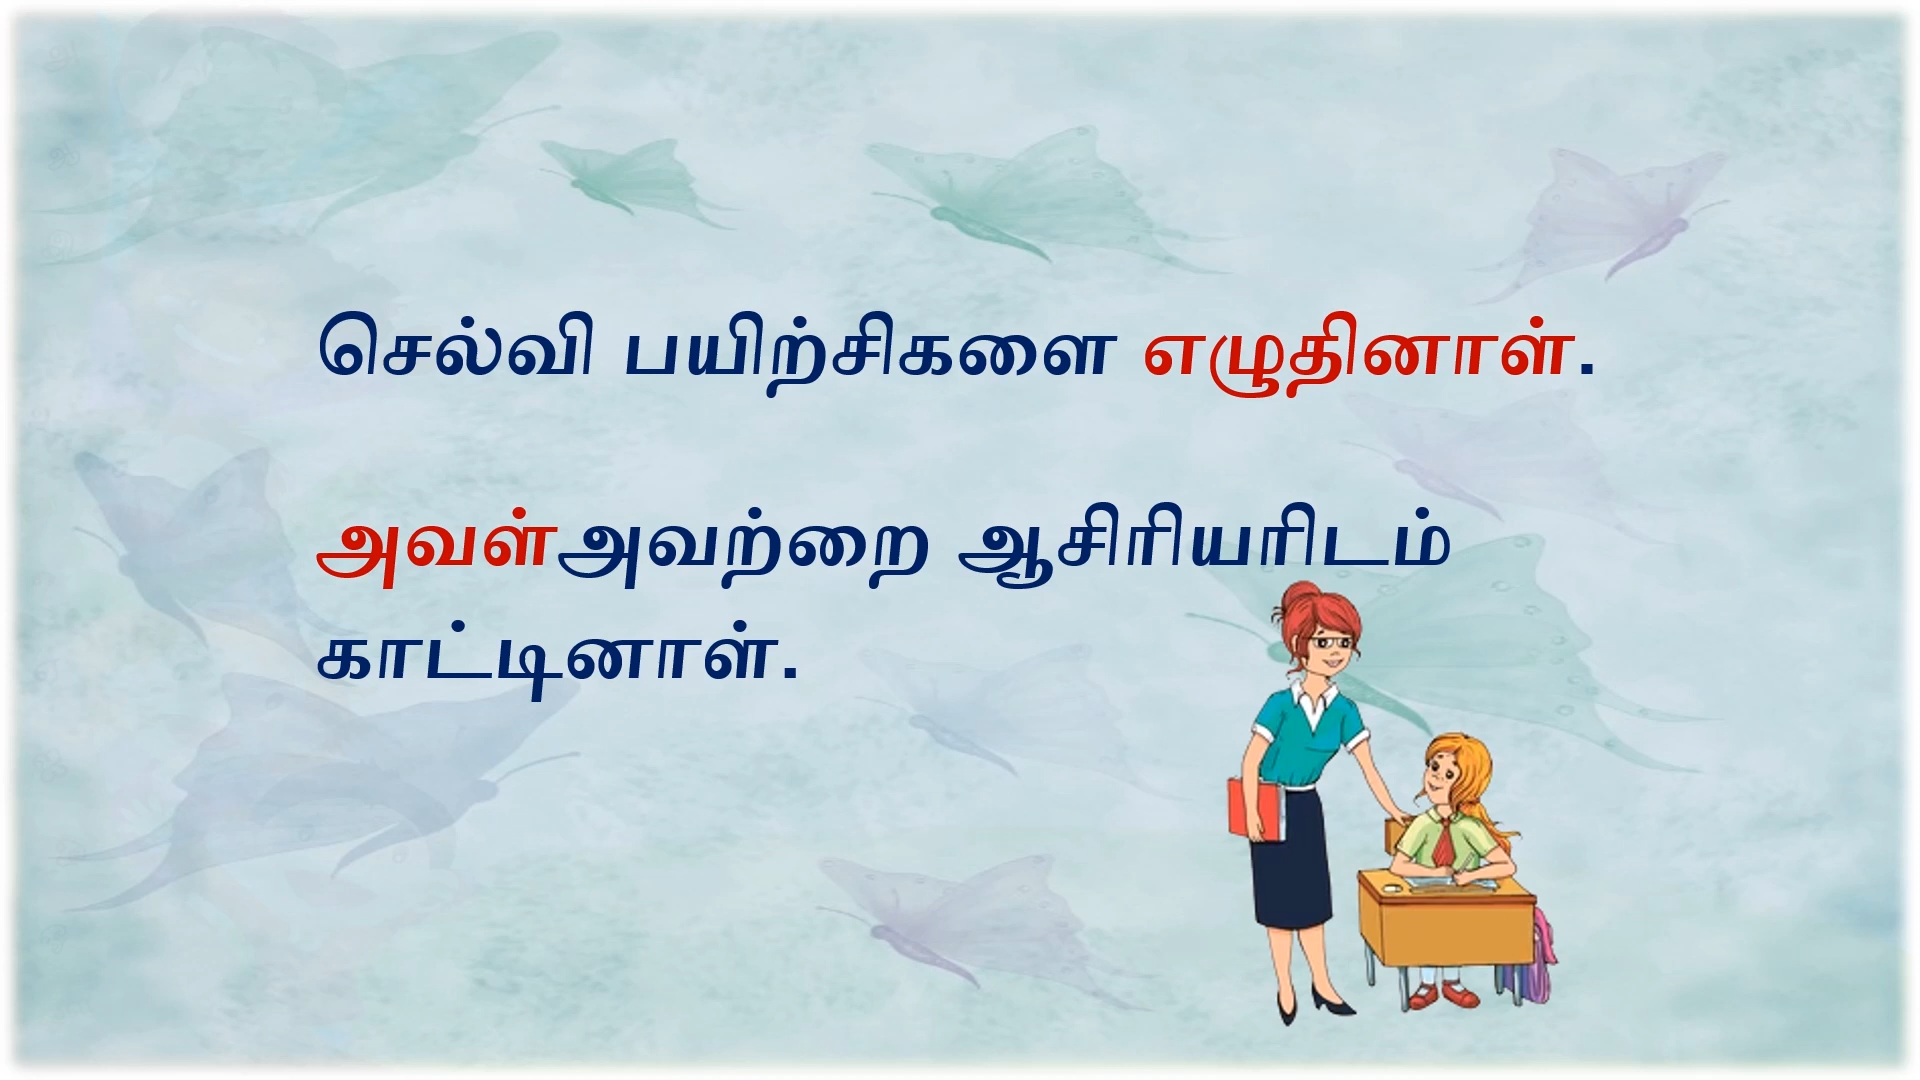 செல்வி பயிற்சிகளை எழுதினாள்.
அவள்அவற்றை ஆசிரியரிடம்
காட்டினாள்.